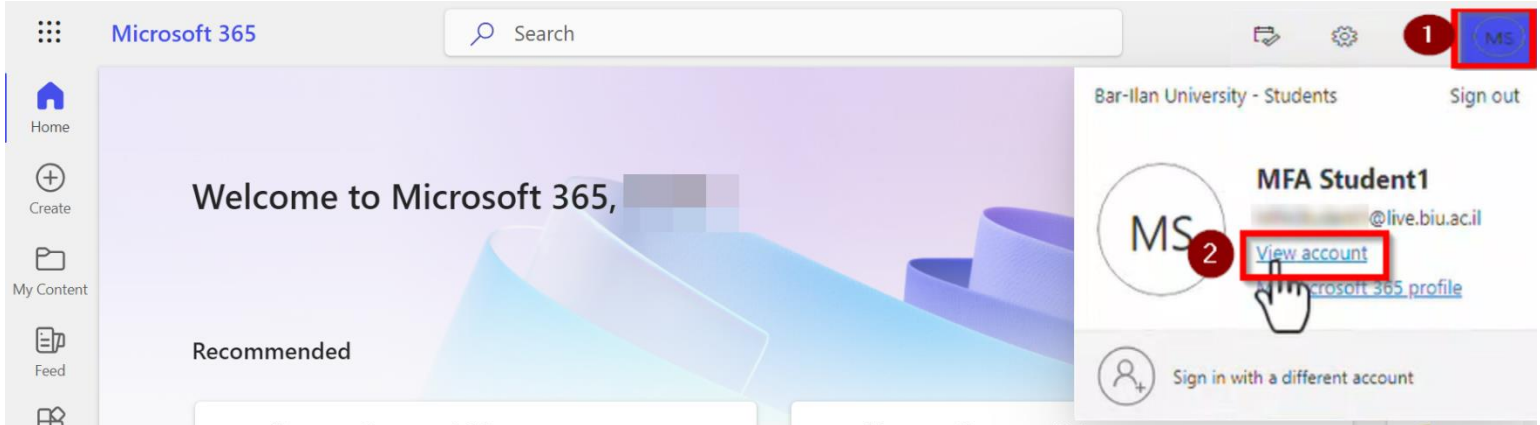 Microsoft 365
Search
1
MS
Home
Create
My Content
Feed
Welcome to Microsoft 365,
Recommended
Bar-Ilan University - Students
Sign out
MS
MFA Student1
@live.biu.ac.il
2
View account
crosoft 365 profile
Sign in with a different account